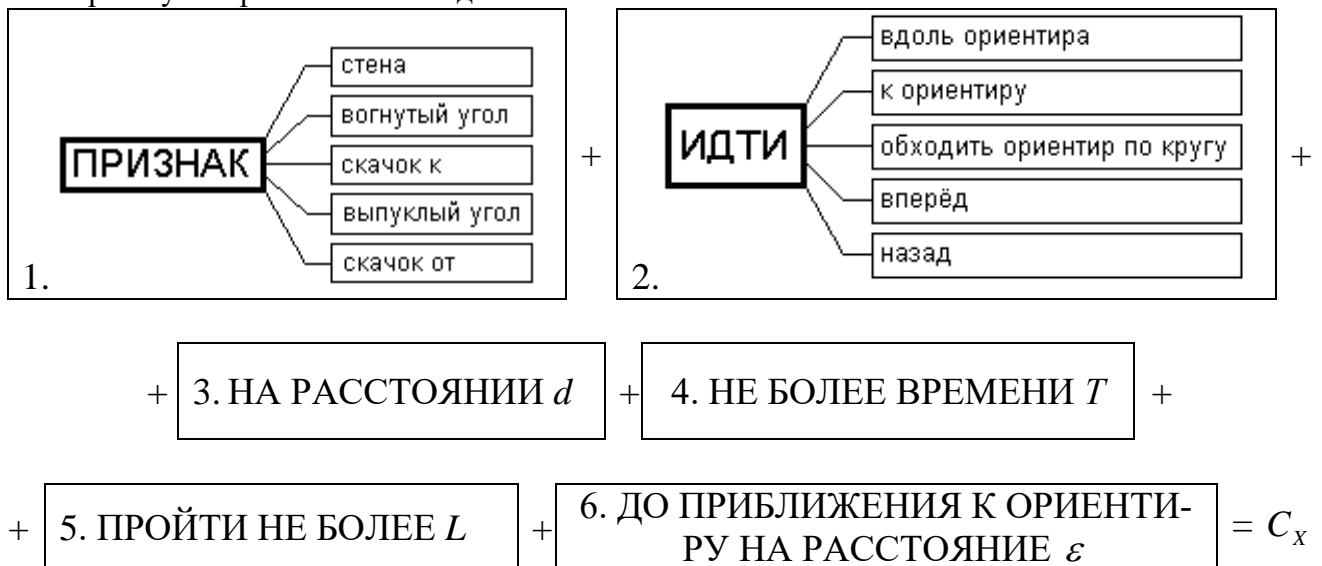 стена
вогнутый угол
ПРИЗНАК
скачок к
выпуклый угол
скачок от
1.
+
вдоль ориентира
к ориентиру
ИДТИ
обходить ориентир по кругу
вперёд
назад
2.
+
+ 3. НА РАССТОЯНИИ d + 4. НЕ БОЛЕЕ ВРЕМЕНИ T +
+ 5. ПРОЙТИ НЕ БОЛЕЕ L + 6. ДО ПРИБЛИЖЕНИЯ К ОРИЕНТИ-
РУ НА РАССТОЯНИЕ ε = C_X